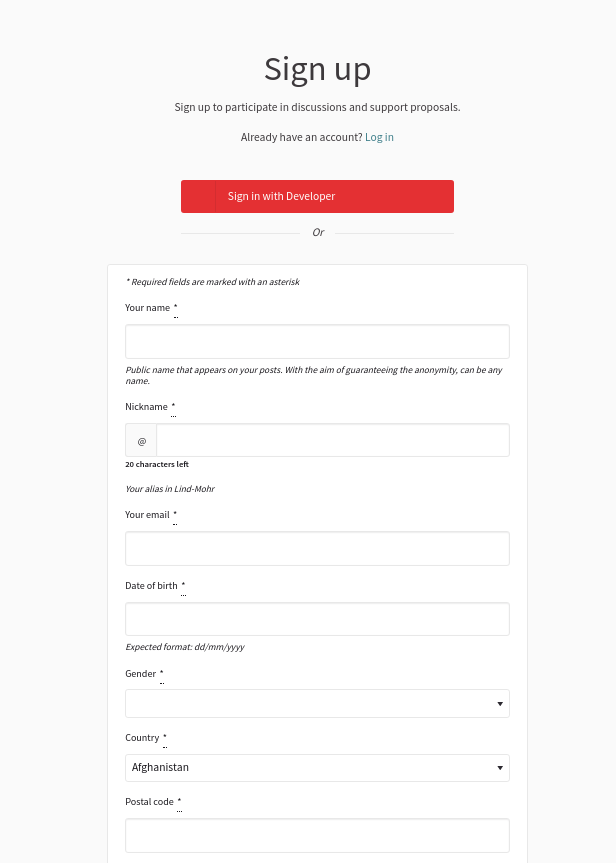 Sign up
Sign up to participate in discussions and support proposals.
Already have an account? Log in
Sign in with Developer
Or
* Required fields are marked with an asterisk
Your name *
Public name that appears on your posts. With the aim of guaranteeing the anonymity, can be any
name.
Nickname *
@
20 characters left
Your alias in Lind-Mohr
Your email *
Date of birth *
Expected format: dd/mm/yyyy
Gender *
Country *
Afghanistan
Postal code *